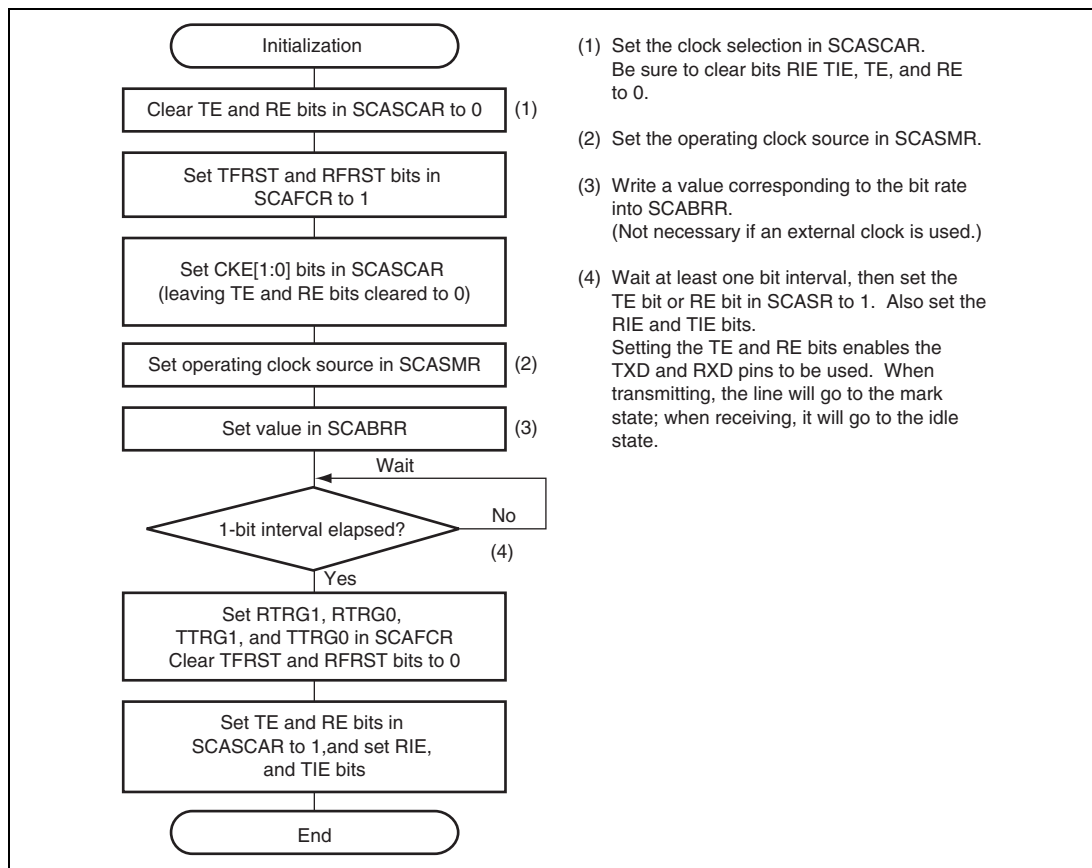 Initialization
Clear TE and RE bits in SCASCAR to 0
(1)
Set TFRST and RFRST bits in
SCAFCR to 1
Set CKE[1:0] bits in SCASCAR
(leaving TE and RE bits cleared to 0)
Set operating clock source in SCASMR
(2)
Set value in SCABRR
(3)
Wait
1-bit interval elapsed?
No
(4)
Yes
Set RTRG1, RTRG0,
TTRG1, and TTRG0 in SCAFCR
Clear TFRST and RFRST bits to 0
Set TE and RE bits in
SCASCAR to 1,and set RIE,
and TIE bits
End
(1) Set the clock selection in SCASCAR.
Be sure to clear bits RIE TIE, TE, and RE
to 0.
(2) Set the operating clock source in SCASMR.
(3) Write a value corresponding to the bit rate
into SCABRR.
(Not necessary if an external clock is used.)
(4) Wait at least one bit interval, then set the
TE bit or RE bit in SCASR to 1. Also set the
RIE and TIE bits.
Setting the TE and RE bits enables the
TXD and RXD pins to be used. When
transmitting, the line will go to the mark
state; when receiving, it will go to the idle
state.